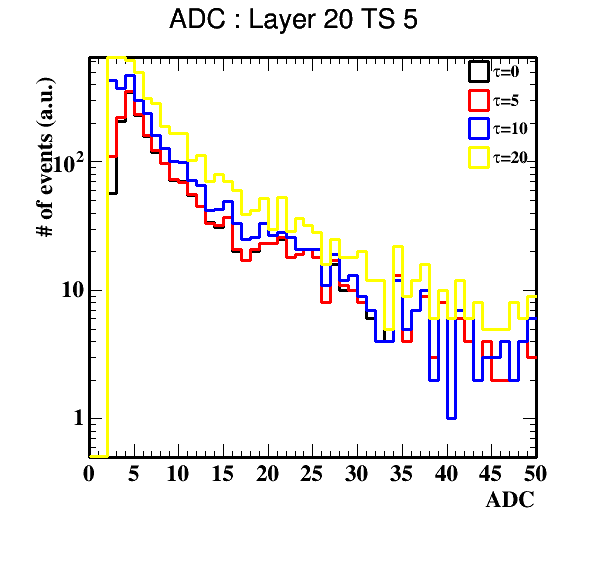 ADC : Layer 20 TS 5
# of events (a.u.)
τ=0
τ=5
τ=10
τ=20
10²
10
1
0 5 10 15 20 25 30 35 40 45 50
ADC